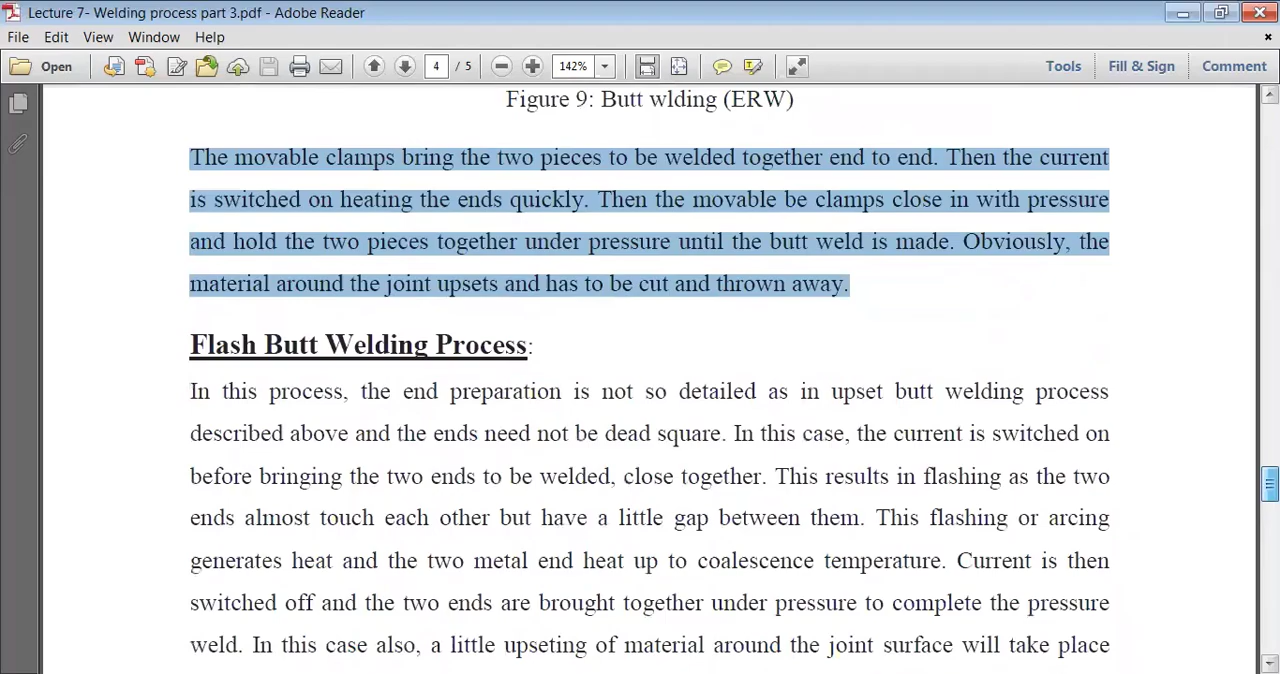 Lecture 7- Welding process part 3.pdf - Adobe Reader
File Edit View Window Help
Open 4 / 5 142% Tools Fill & Sign Comment
Figure 9: Butt wlding (ERW)
The movable clamps bring the two pieces to be welded together end to end. Then the current
is switched on heating the ends quickly. Then the movable be clamps close in with pressure
and hold the two pieces together under pressure until the butt weld is made. Obviously, the
material around the joint upsets and has to be cut and thrown away.
Flash Butt Welding Process:
In this process, the end preparation is not so detailed as in upset butt welding process
described above and the ends need not be dead square. In this case, the current is switched on
before bringing the two ends to be welded, close together. This results in flashing as the two
ends almost touch each other but have a little gap between them. This flashing or arcing
generates heat and the two metal end heat up to coalescence temperature. Current is then
switched off and the two ends are brought together under pressure to complete the pressure
weld. In this case also, a little upseting of material around the joint surface will take place